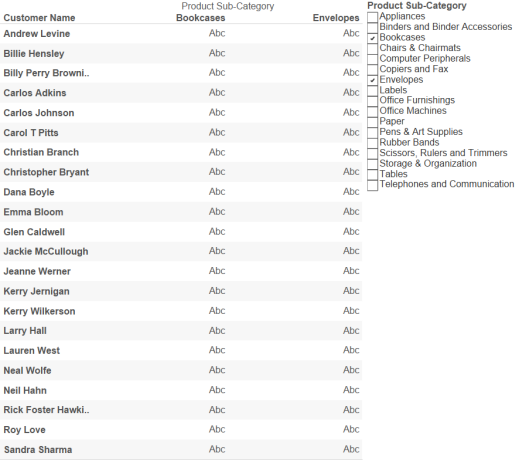 Product Sub-Category
Customer Name Bookcases Envelopes
Andrew Levine Abc Abc
Billie Hensley Abc Abc
Billy Perry Browni.. Abc Abc
Carlos Adkins Abc Abc
Carlos Johnson Abc Abc
Carol T Pitts Abc Abc
Christian Branch Abc Abc
Christopher Bryant Abc Abc
Dana Boyle Abc Abc
Emma Bloom Abc Abc
Glen Caldwell Abc Abc
Jackie McCullough Abc Abc
Jeanne Werner Abc Abc
Kerry Jernigan Abc Abc
Kerry Wilkerson Abc Abc
Larry Hall Abc Abc
Lauren West Abc Abc
Neal Wolfe Abc Abc
Neil Hahn Abc Abc
Rick Foster Hawki.. Abc Abc
Roy Love Abc Abc
Sandra Sharma Abc Abc
Product Sub-Category
Appliances
Binders and Binder Accessories
Bookcases
Chairs & Chairmats
Computer Peripherals
Copiers and Fax
Envelopes
Labels
Office Furnishings
Office Machines
Paper
Pens & Art Supplies
Rubber Bands
Scissors, Rulers and Trimmers
Storage & Organization
Tables
Telephones and Communication